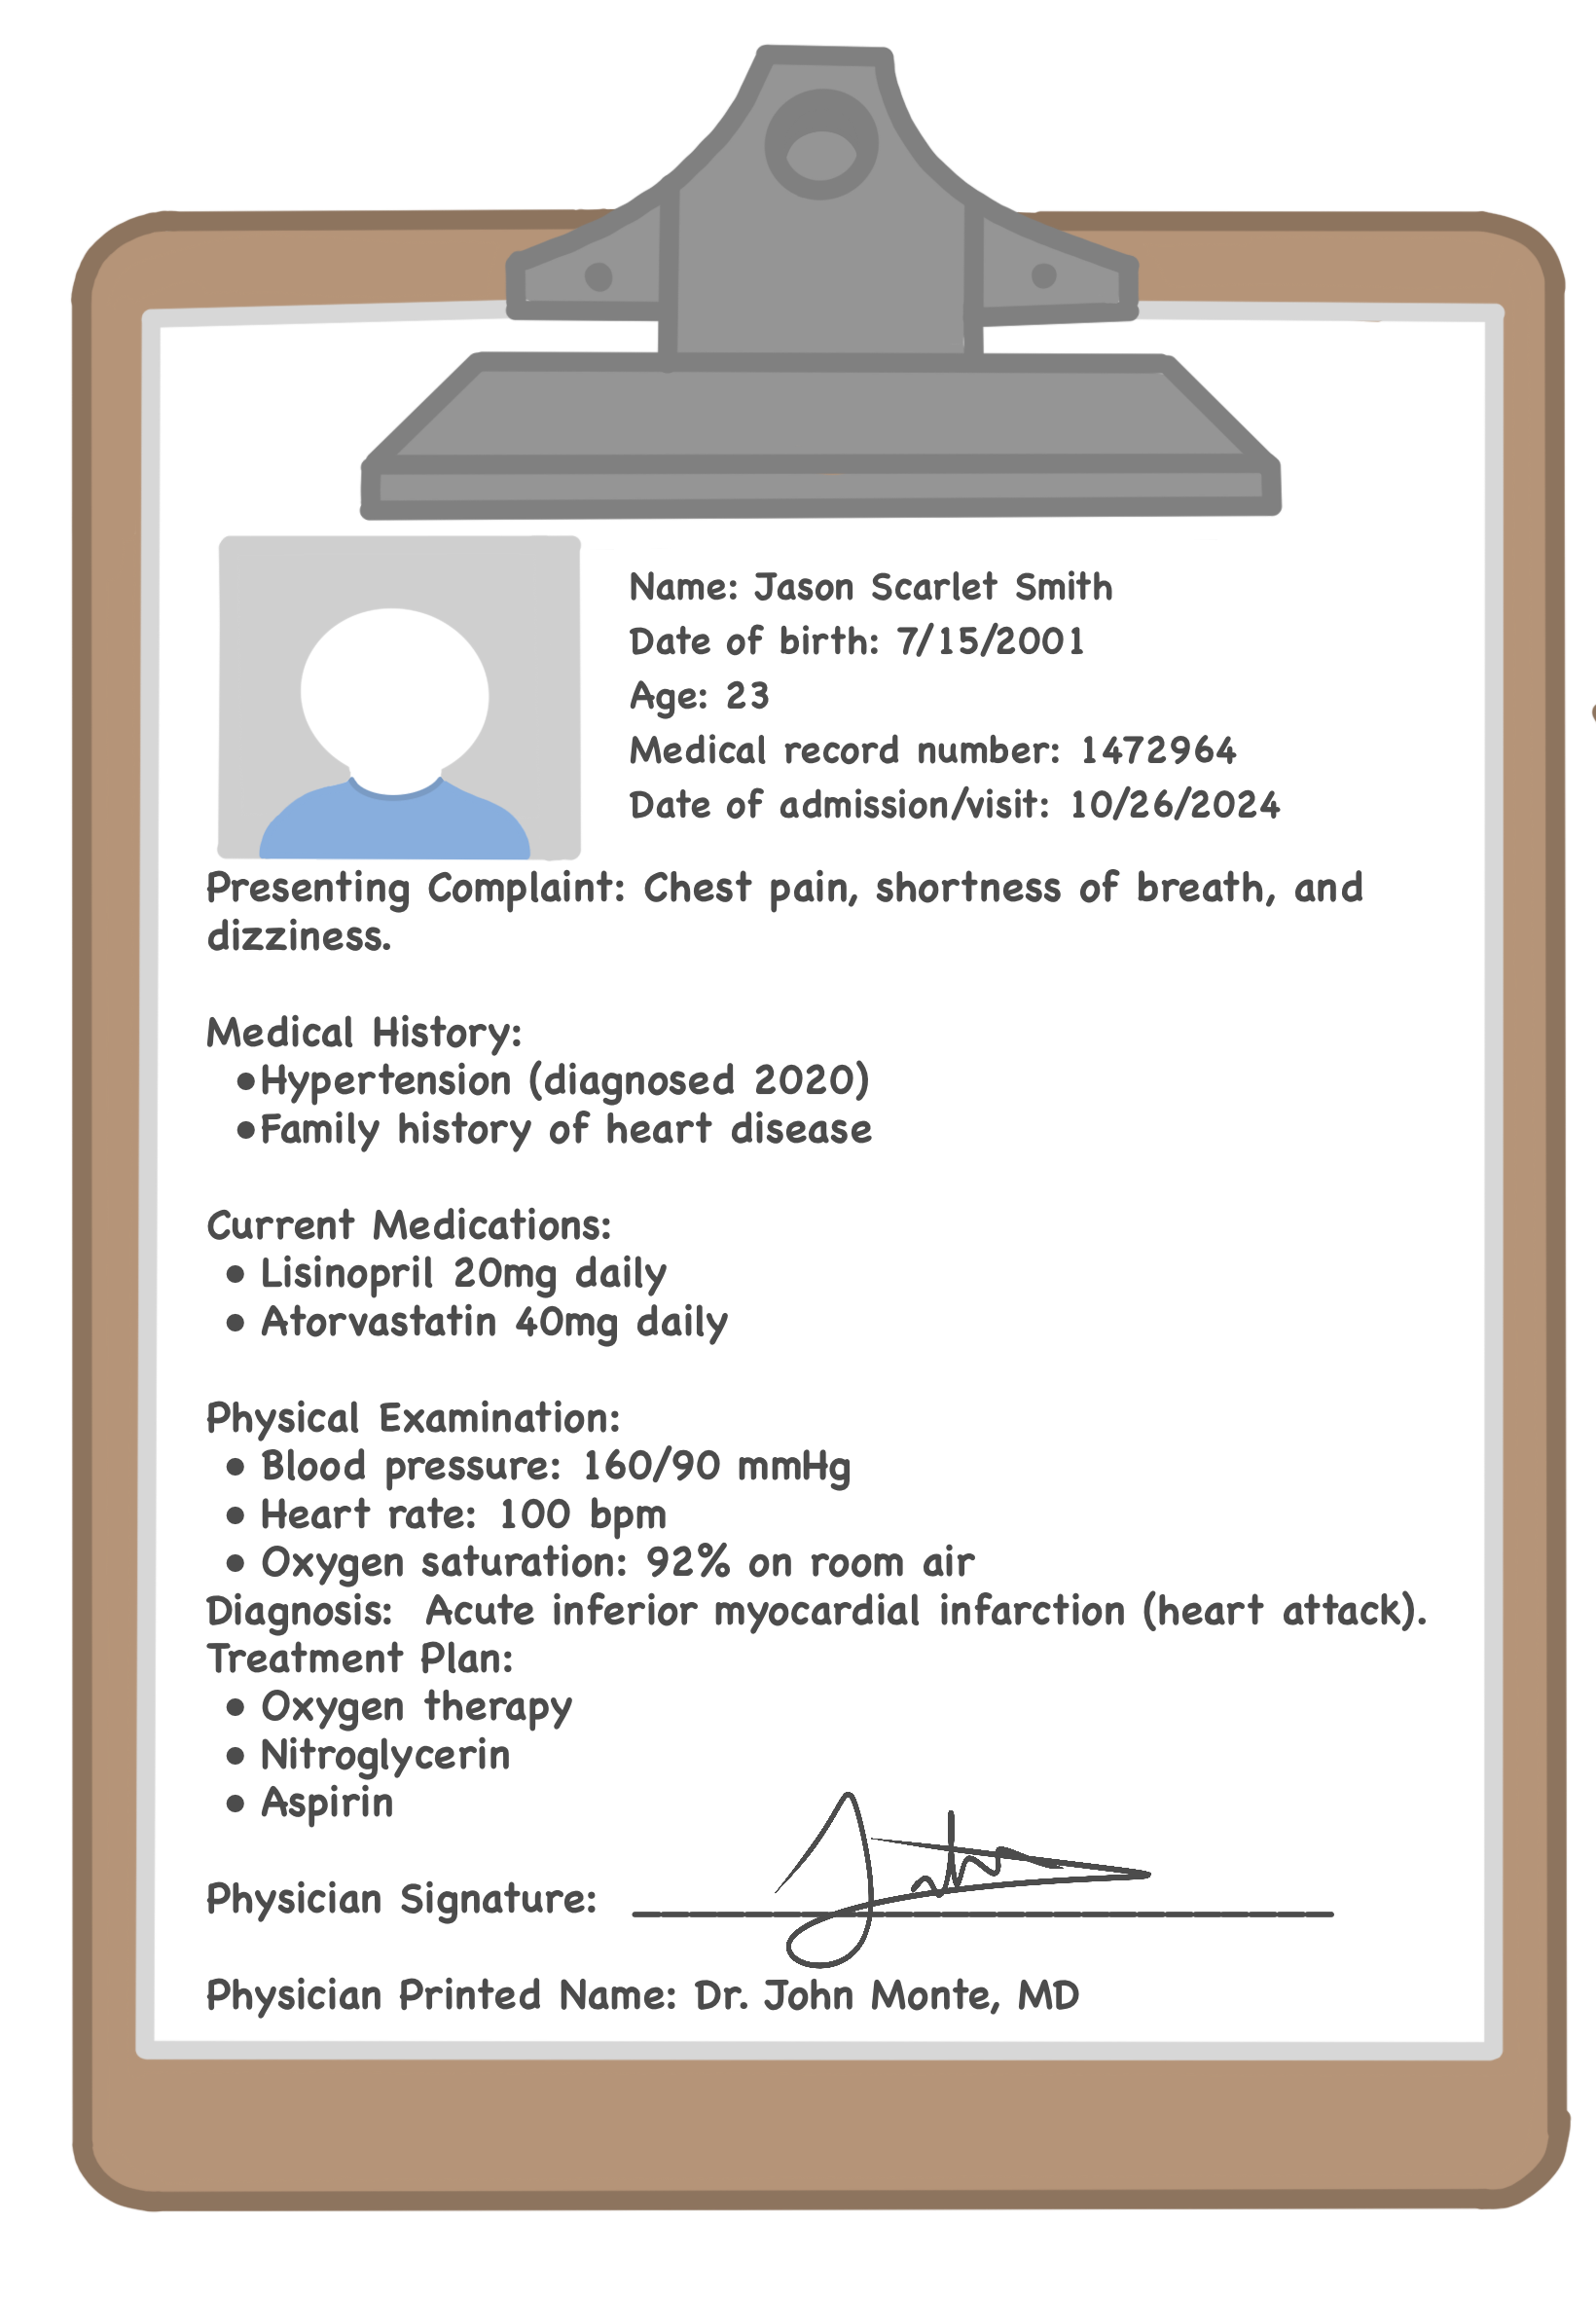 Name: Jason Scarlet Smith
Date of birth: 7/15/2001
Age: 23
Medical record number: 1472964
Date of admission/visit: 10/26/2024
Presenting Complaint: Chest pain, shortness of breath, and
dizziness.
Medical History:
•Hypertension (diagnosed 2020)
•Family history of heart disease
Current Medications:
• Lisinopril 20mg daily
• Atorvastatin 40mg daily
Physical Examination:
• Blood pressure: 160/90 mmHg
• Heart rate: 100 bpm
• Oxygen saturation: 92% on room air
Diagnosis: Acute inferior myocardial infarction (heart attack).
Treatment Plan:
• Oxygen therapy
• Nitroglycerin
• Aspirin
Physician Signature:
Physician Printed Name: Dr. John Monte, MD